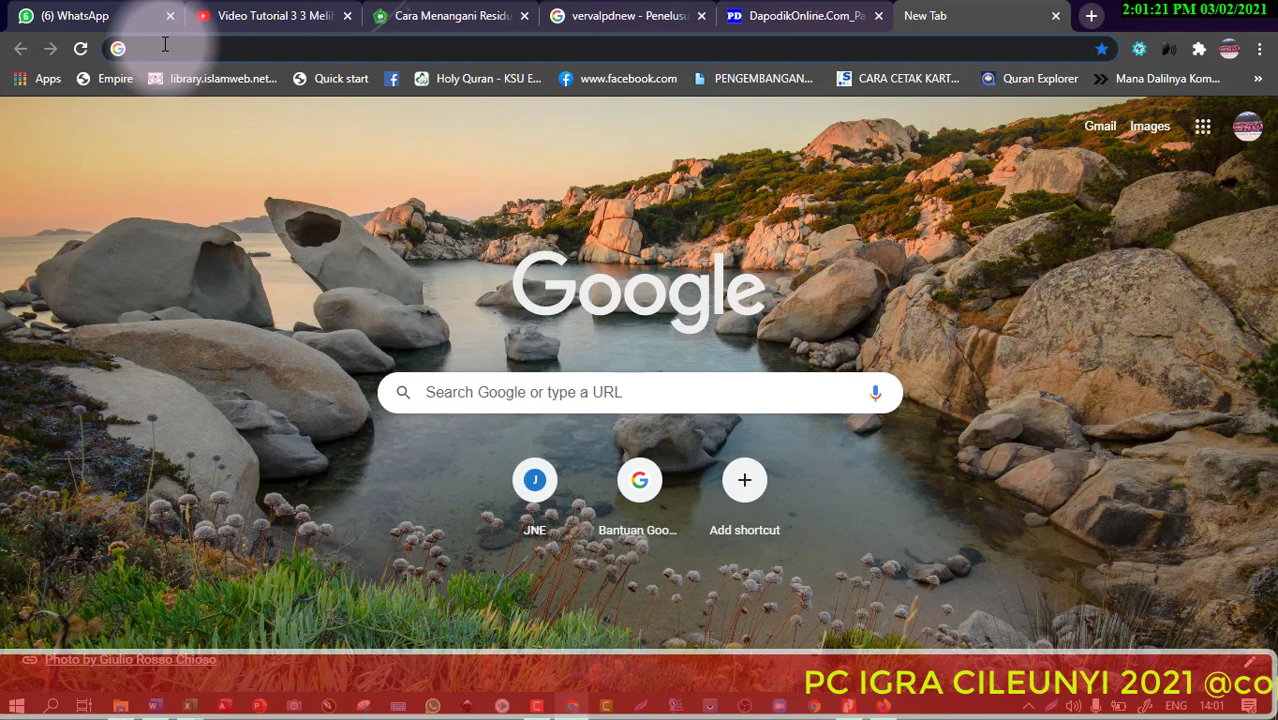 (6) WhatsApp
Video Tutorial 3 3 Meli
Cara Menangani Resid
vervalpdnew - Penelusu
DapodikOnline.Com_Pa
New Tab
2:01:21 PM 03/02/2021
Apps
Empire
library.islamweb.net...
Quick start
Holy Quran - KSU E...
www.facebook.com
PENGEMBANGAN...
CARA CETAK KART...
Quran Explorer
Mana Dalilnya Kom...
Gmail
Images
Google
Search Google or type a URL
JNE
Bantuan Goo...
Add shortcut
Photo by Giulio Rosso Chioso
PC IGRA CILEUNYI 2021 @co
ENG
14:01